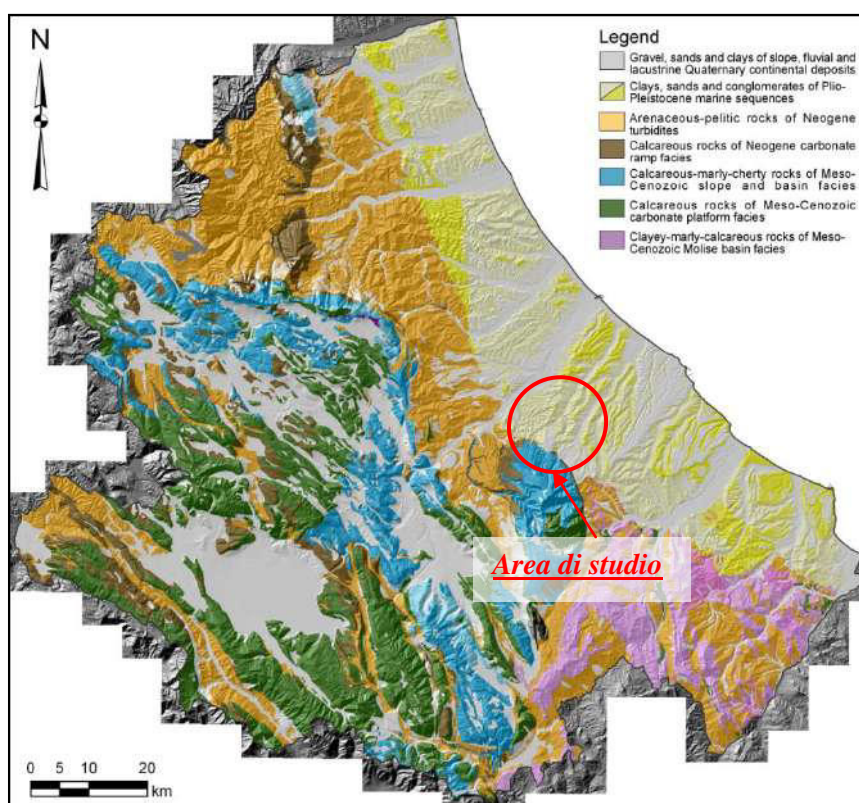 N
Legend
Gravel, sands and clays of slope, fluvial and
lacustrine Quaternary continental deposits
Clays, sands and conglomerates of Plio-
Pleistocene marine sequences
Arenaceous-pelitic rocks of Neogene
turbidites
Calcareous rocks of Neogene carbonate
ramp facies
Calcareous-marly-cherty rocks of Meso-
Cenozoic slope and basin facies
Calcareous rocks of Meso-Cenozoic
carbonate platform facies
Clayey-marly-calcareous rocks of Meso-
Cenozoic Molise basin facies
Area di studio
0 5 10 20
km